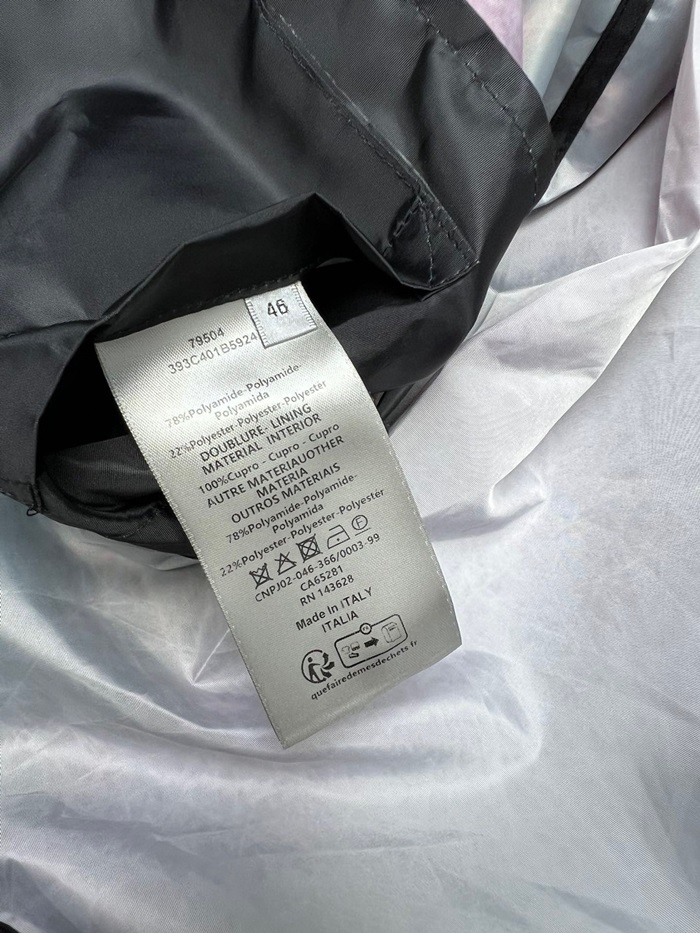 46
79504
393C401B5924
78%Polyamide-Polyamide-
Polyamida
22%Polyester-Polyester-Polyester
DOUBLURE. LINING
MATERIAL INTERIOR
100%Cupro - Cupro - Cupro
AUTRE MATERIAUOTHER
MATERIA
OUTROS MATERIAIS
78%Polyamide-Polyamide-
Polyamida
22%Polyester-Polyester-Polyester
CNPJ02-046-366/0003-99
CA65281
RN 143628
Made In ITALY
ITALIA
quefairedemesdechets.fr